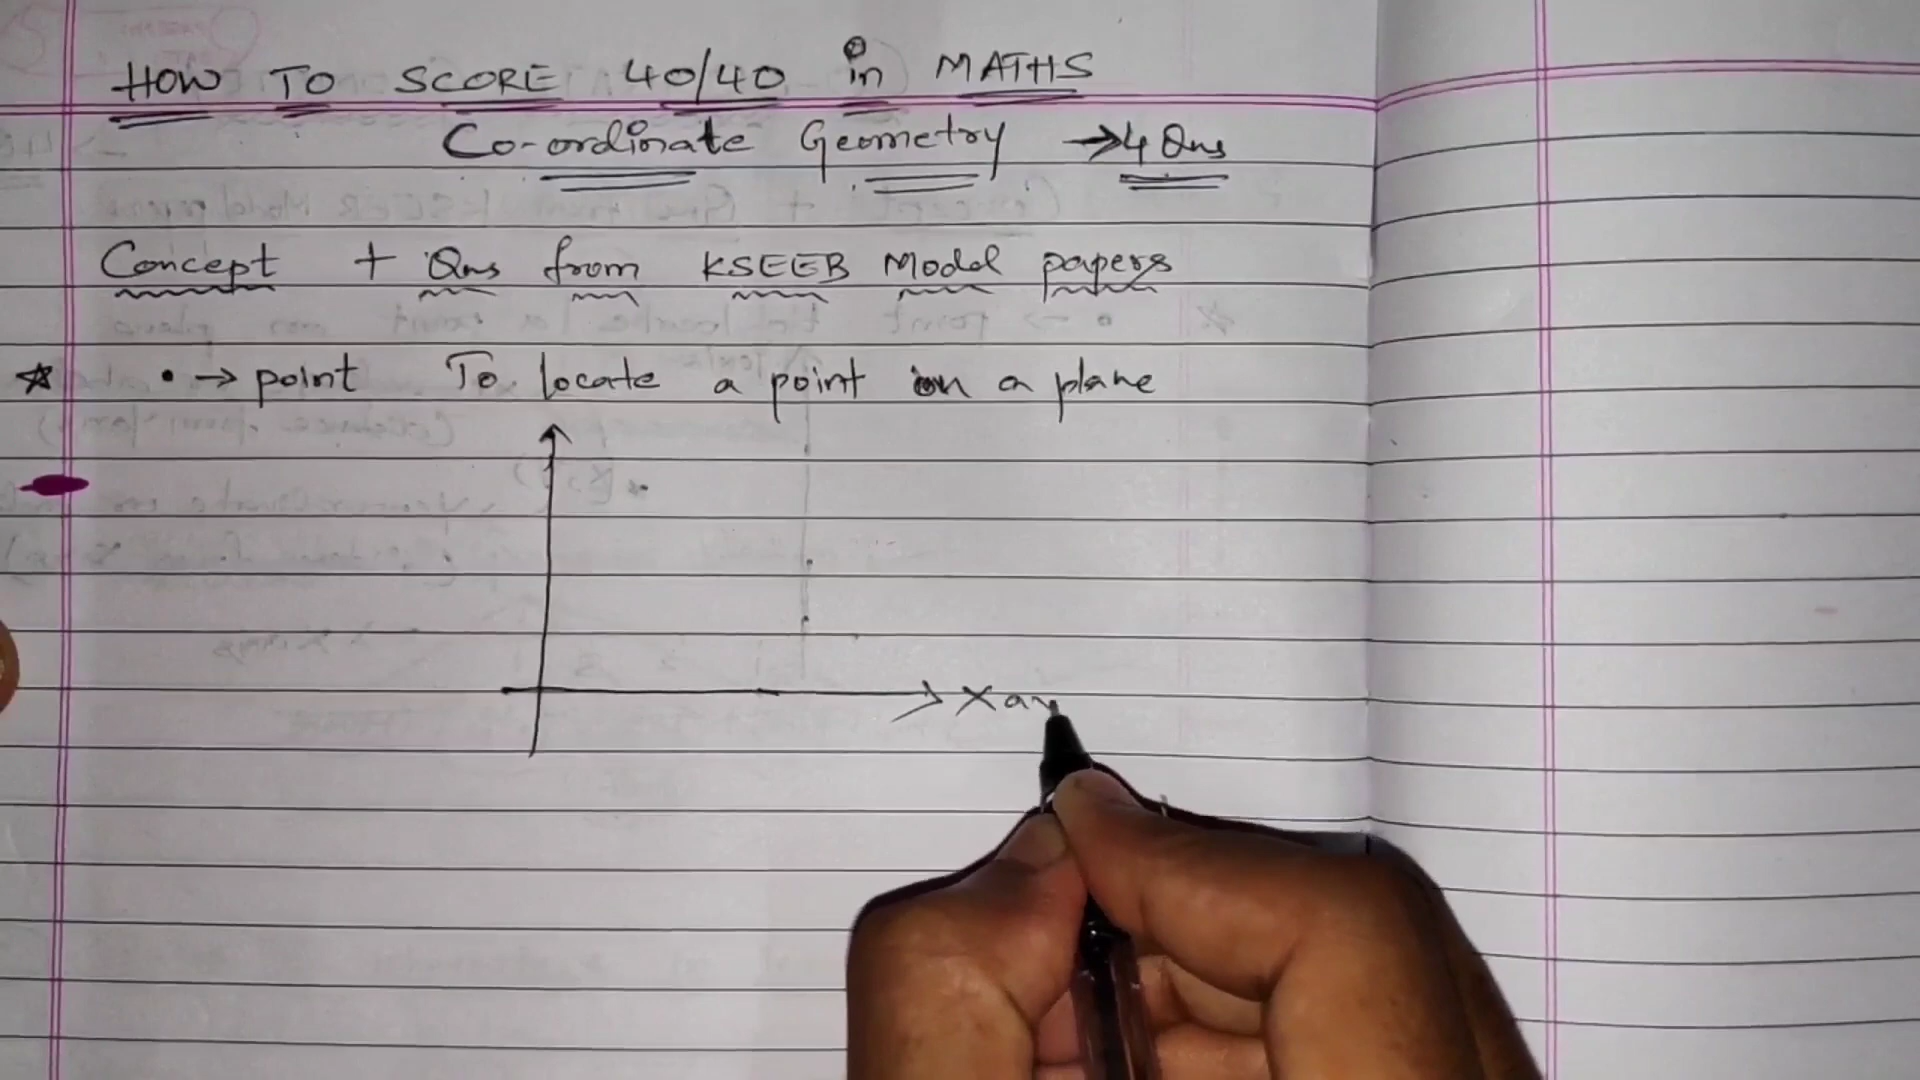 HOW TO SCORE 40/40 in MATHS
Co-ordinate Geometry → 4 Qns
Concept + Qns from KSEEB Model papers
☆ • → point To locate a point on a plane
X ax